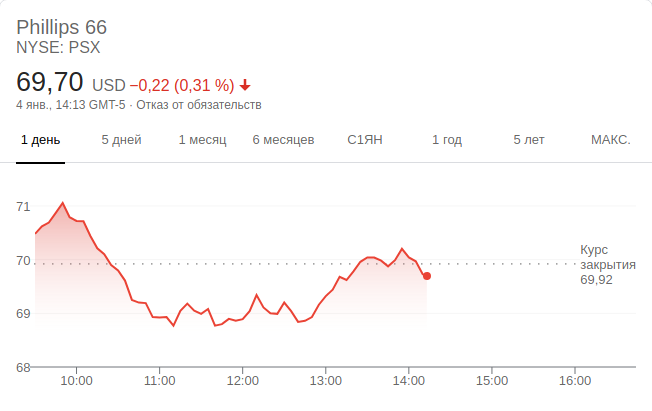 Phillips 66
NYSE: PSX
69,70 USD −0,22 (0,31 %)
4 янв., 14:13 GMT-5 · Отказ от обязательств
1 день 5 дней 1 месяц 6 месяцев С1ЯН 1 год 5 лет МАКС.
71
70
69
68
Курс
закрытия
69,92
10:00 11:00 12:00 13:00 14:00 15:00 16:00